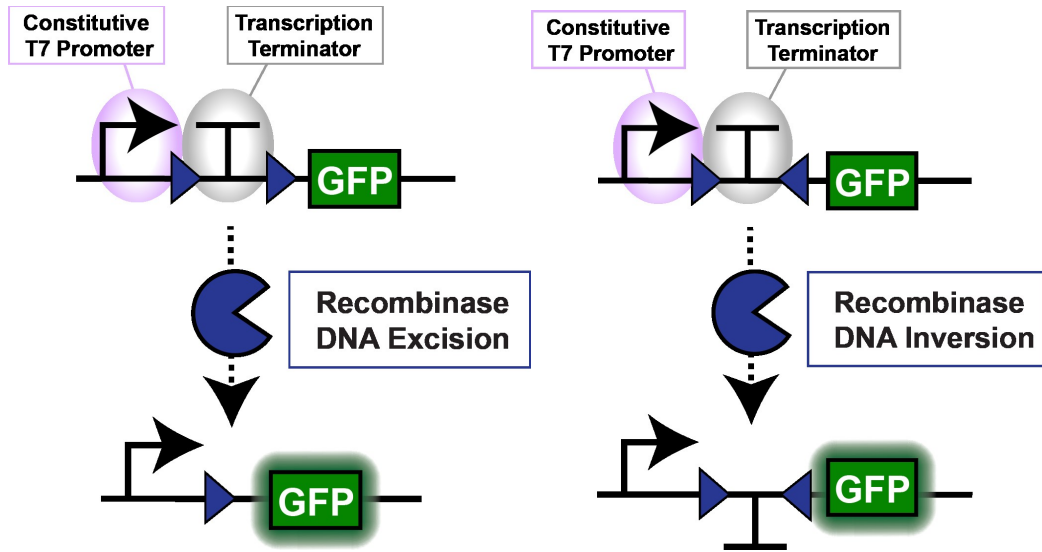 Constitutive
T7 Promoter
Transcription
Terminator
GFP
Recombinase
DNA Excision
GFP
Constitutive
T7 Promoter
Transcription
Terminator
GFP
Recombinase
DNA Inversion
GFP